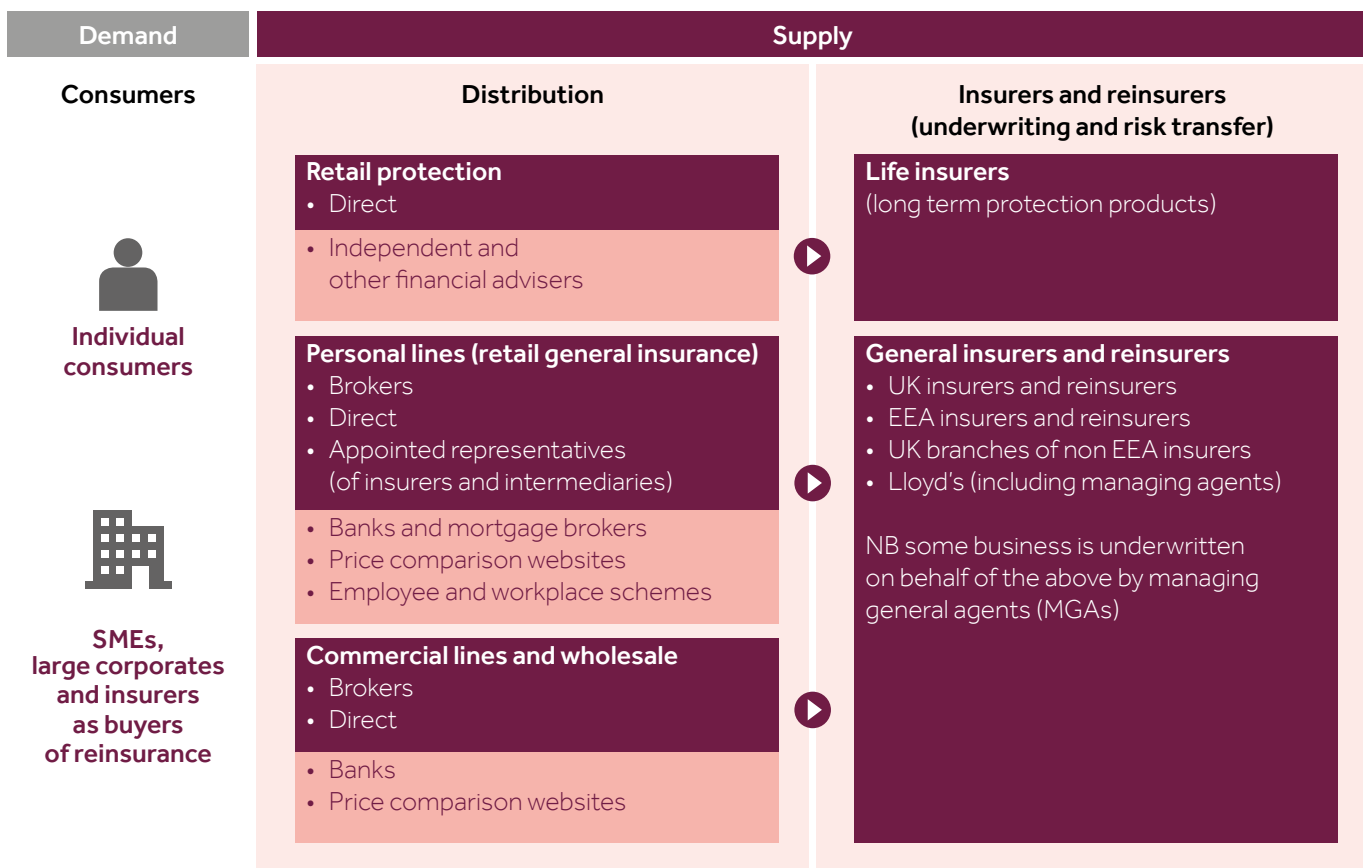 Demand
Supply
Consumers
Distribution
Insurers and reinsurers
(underwriting and risk transfer)
Individual
consumers
SMEs,
large corporates
and insurers
as buyers
of reinsurance
Retail protection
• Direct
• Independent and
other financial advisers
Personal lines (retail general insurance)
• Brokers
• Direct
• Appointed representatives
(of insurers and intermediaries)
• Banks and mortgage brokers
• Price comparison websites
• Employee and workplace schemes
Commercial lines and wholesale
• Brokers
• Direct
• Banks
• Price comparison websites
Life insurers
(long term protection products)
General insurers and reinsurers
• UK insurers and reinsurers
• EEA insurers and reinsurers
• UK branches of non EEA insurers
• Lloyd’s (including managing agents)
NB some business is underwritten
on behalf of the above by managing
general agents (MGAs)